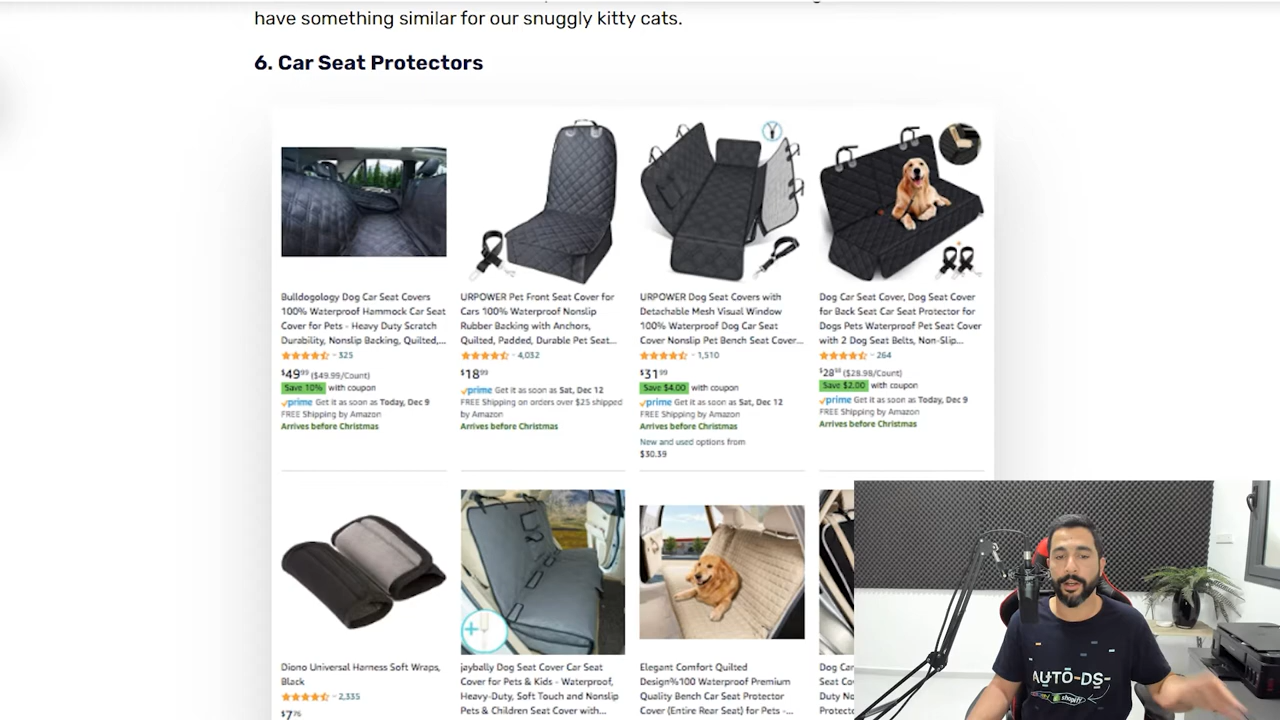 have something similar for our snuggly kitty cats.
6. Car Seat Protectors
Bulldogology Dog Car Seat Covers
100% Waterproof Hammock Car Seat
Cover for Pets - Heavy Duty Scratch
Durability, Nonslip Backing, Quilted,...
325
$4999 ($49.99/Count)
Save 10% with coupon
prime Get it as soon as Today, Dec 9
FREE Shipping by Amazon
Arrives before Christmas
URPOWER Pet Front Seat Cover for
Cars 100% Waterproof Nonslip
Rubber Backing with Anchors,
Quilted, Padded, Durable Pet Seat...
4,032
$1899
prime Get it as soon as Sat, Dec 12
FREE Shipping on orders over $25 shipped
by Amazon
Arrives before Christmas
URPOWER Dog Seat Covers with
Detachable Mesh Visual Window
100% Waterproof Dog Car Seat
Cover Nonslip Pet Bench Seat Cover...
1,510
$3199
Save $4.00 with coupon
prime Get it as soon as Sat, Dec 12
FREE Shipping by Amazon
Arrives before Christmas
New and used options from
$30.39
Dog Car Seat Cover, Dog Seat Cover
for Back Seat Car Seat Protector for
Dogs Pets Waterproof Pet Seat Cover
with 2 Dog Seat Belts, Non-Slip...
264
$2898 ($28.98/Count)
Save $2.00 with coupon
prime Get it as soon as Today, Dec 9
FREE Shipping by Amazon
Arrives before Christmas
Diono Universal Harness Soft Wraps,
Black
2,335
$776
jaybally Dog Seat Cover Car Seat
Cover for Pets & Kids - Waterproof,
Heavy-Duty, Soft Touch and Nonslip
Pets & Children Seat Cover with...
Elegant Comfort Quilted
Design%100 Waterproof Premium
Quality Bench Car Seat Protector
Cover (Entire Rear Seat) for Pets -...
Dog Car
Seat Co
Duty No
Protecto
AUTO-DS-
shopify